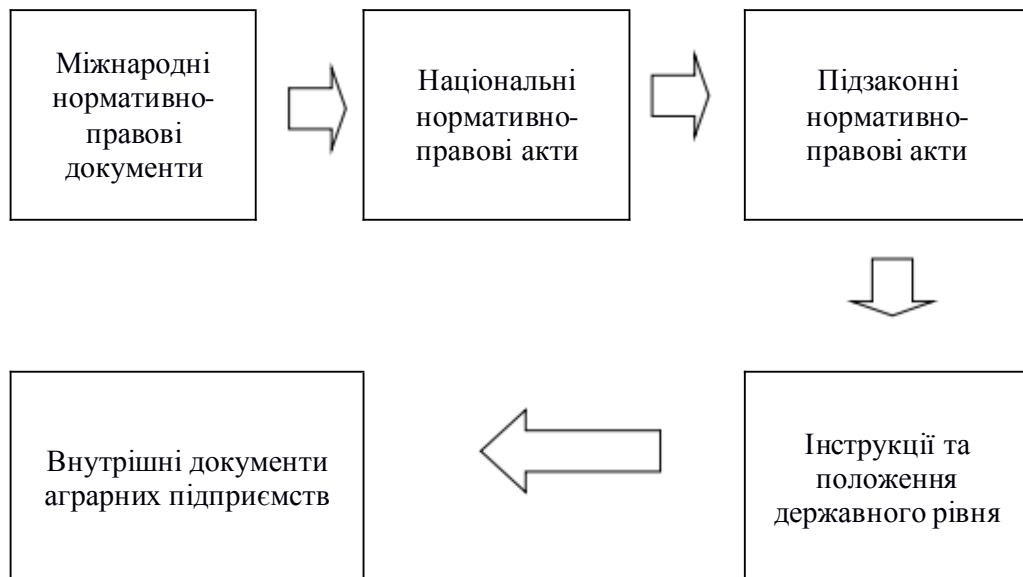 Міжнародні
нормативно-
правові
документи
Національні
нормативно-
правові акти
Підзаконні
нормативно-
правові акти
Інструкції та
положення
державного рівня
Внутрішні документи
аграрних підприємств